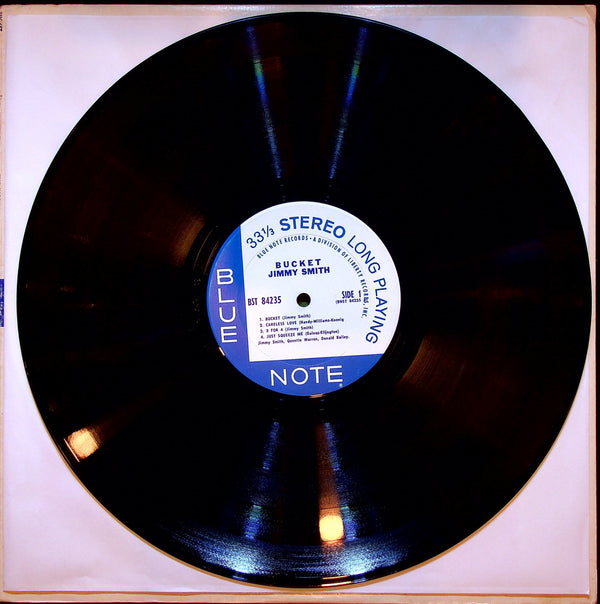 33⅓ STEREO LONG PLAYING
BLUE NOTE RECORDS • A DIVISION OF LIBERTY RECORDS, INC.
BUCKET
JIMMY SMITH
BST 84235
SIDE 1
(BNST 84235
1. BUCKET (Jimmy Smith)
2. CARELESS LOVE (Handy-Williams-Koenig
3. 3 FOR 4 (Jimmy Smith)
4. JUST SQUEEZE ME (Gaines-Ellington)
Jimmy Smith, Quentin Warren, Donald Bailey.
BLUE
NOTE
®